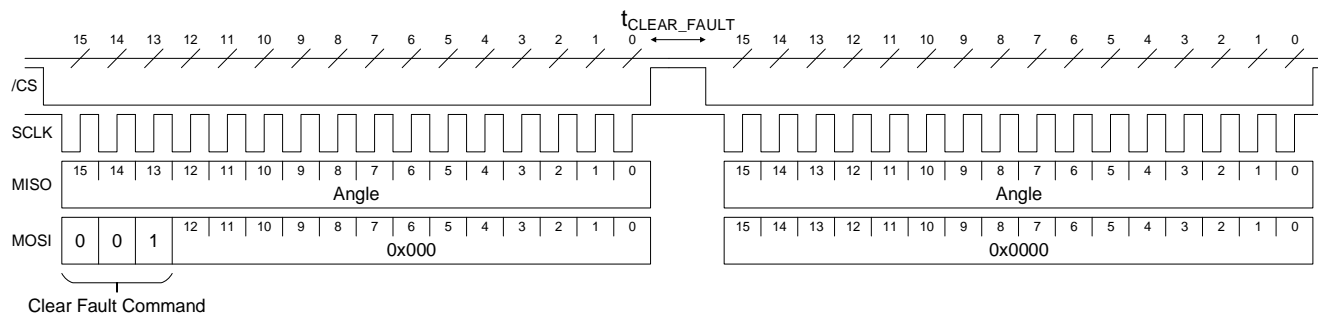 tCLEAR_FAULT
15 14 13 12 11 10 9 8 7 6 5 4 3 2 1 0 15 14 13 12 11 10 9 8 7 6 5 4 3 2 1 0
/CS
SCLK
15 14 13 12 11 10 9 8 7 6 5 4 3 2 1 0 15 14 13 12 11 10 9 8 7 6 5 4 3 2 1 0
MISO
Angle Angle
12 11 10 9 8 7 6 5 4 3 2 1 0 15 14 13 12 11 10 9 8 7 6 5 4 3 2 1 0
MOSI 0 0 1
0x000 0x0000
Clear Fault Command